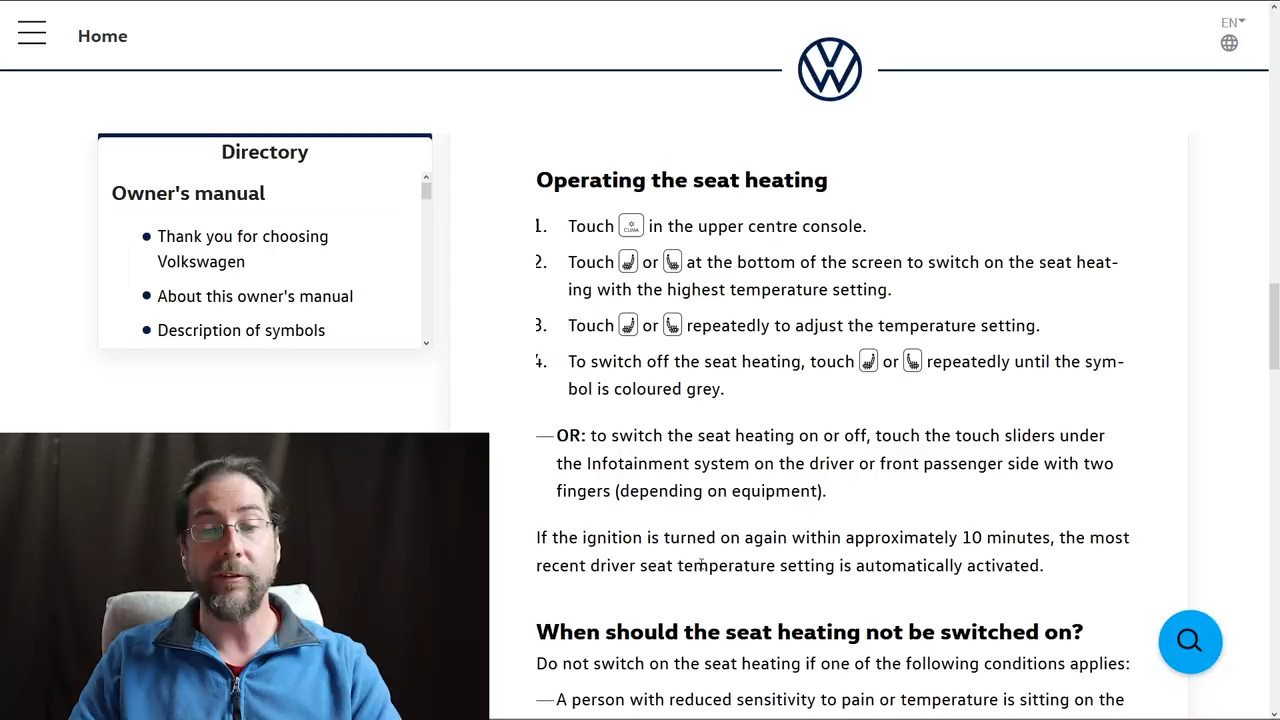 Home
EN
Directory
Owner's manual
Thank you for choosing
Volkswagen
About this owner's manual
Description of symbols
Operating the seat heating
1. Touch CLIMA in the upper centre console.
2. Touch or at the bottom of the screen to switch on the seat heat-
ing with the highest temperature setting.
3. Touch or repeatedly to adjust the temperature setting.
4. To switch off the seat heating, touch or repeatedly until the sym-
bol is coloured grey.
— OR: to switch the seat heating on or off, touch the touch sliders under
the Infotainment system on the driver or front passenger side with two
fingers (depending on equipment).
If the ignition is turned on again within approximately 10 minutes, the most
recent driver seat temperature setting is automatically activated.
When should the seat heating not be switched on?
Do not switch on the seat heating if one of the following conditions applies:
— A person with reduced sensitivity to pain or temperature is sitting on the